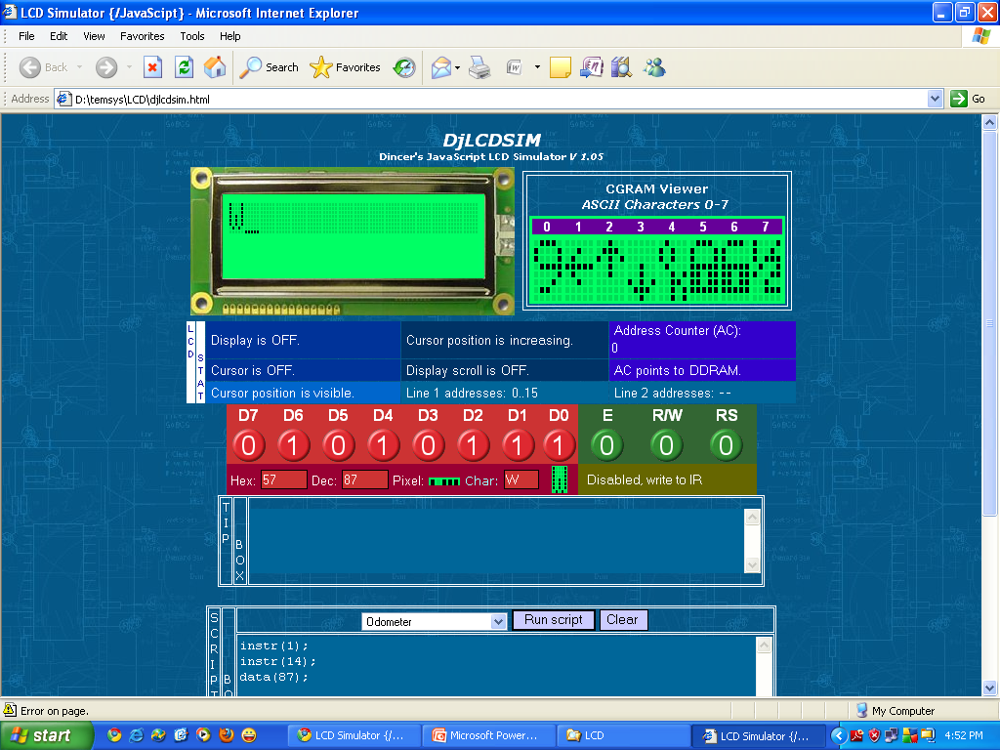 LCD Simulator {/JavaScipt} - Microsoft Internet Explorer
File Edit View Favorites Tools Help
Back Search Favorites
Address D:\temsys\LCD\djlcdsim.html Go
DjLCDSIM
Dincer's JavaScript LCD Simulator V 1.05
W_
CGRAM Viewer
ASCII Characters 0-7
0 1 2 3 4 5 6 7
LCD STAT
Display is OFF. Cursor position is increasing. Address Counter (AC):
0
Cursor is OFF. Display scroll is OFF. AC points to DDRAM.
Cursor position is visible. Line 1 addresses: 0..15 Line 2 addresses: --
D7 D6 D5 D4 D3 D2 D1 D0 E R/W RS
0 1 0 1 0 1 1 1 0 0 0
Hex: 57 Dec: 87 Pixel: Char: W Disabled, write to IR
TIP BOX
SCRIPT BO
Odometer Run script Clear
instr(1);
instr(14);
data(87);
Error on page. My Computer
start LCD Simulator {/... Microsoft Power... LCD LCD Simulator {/... 4:52 PM